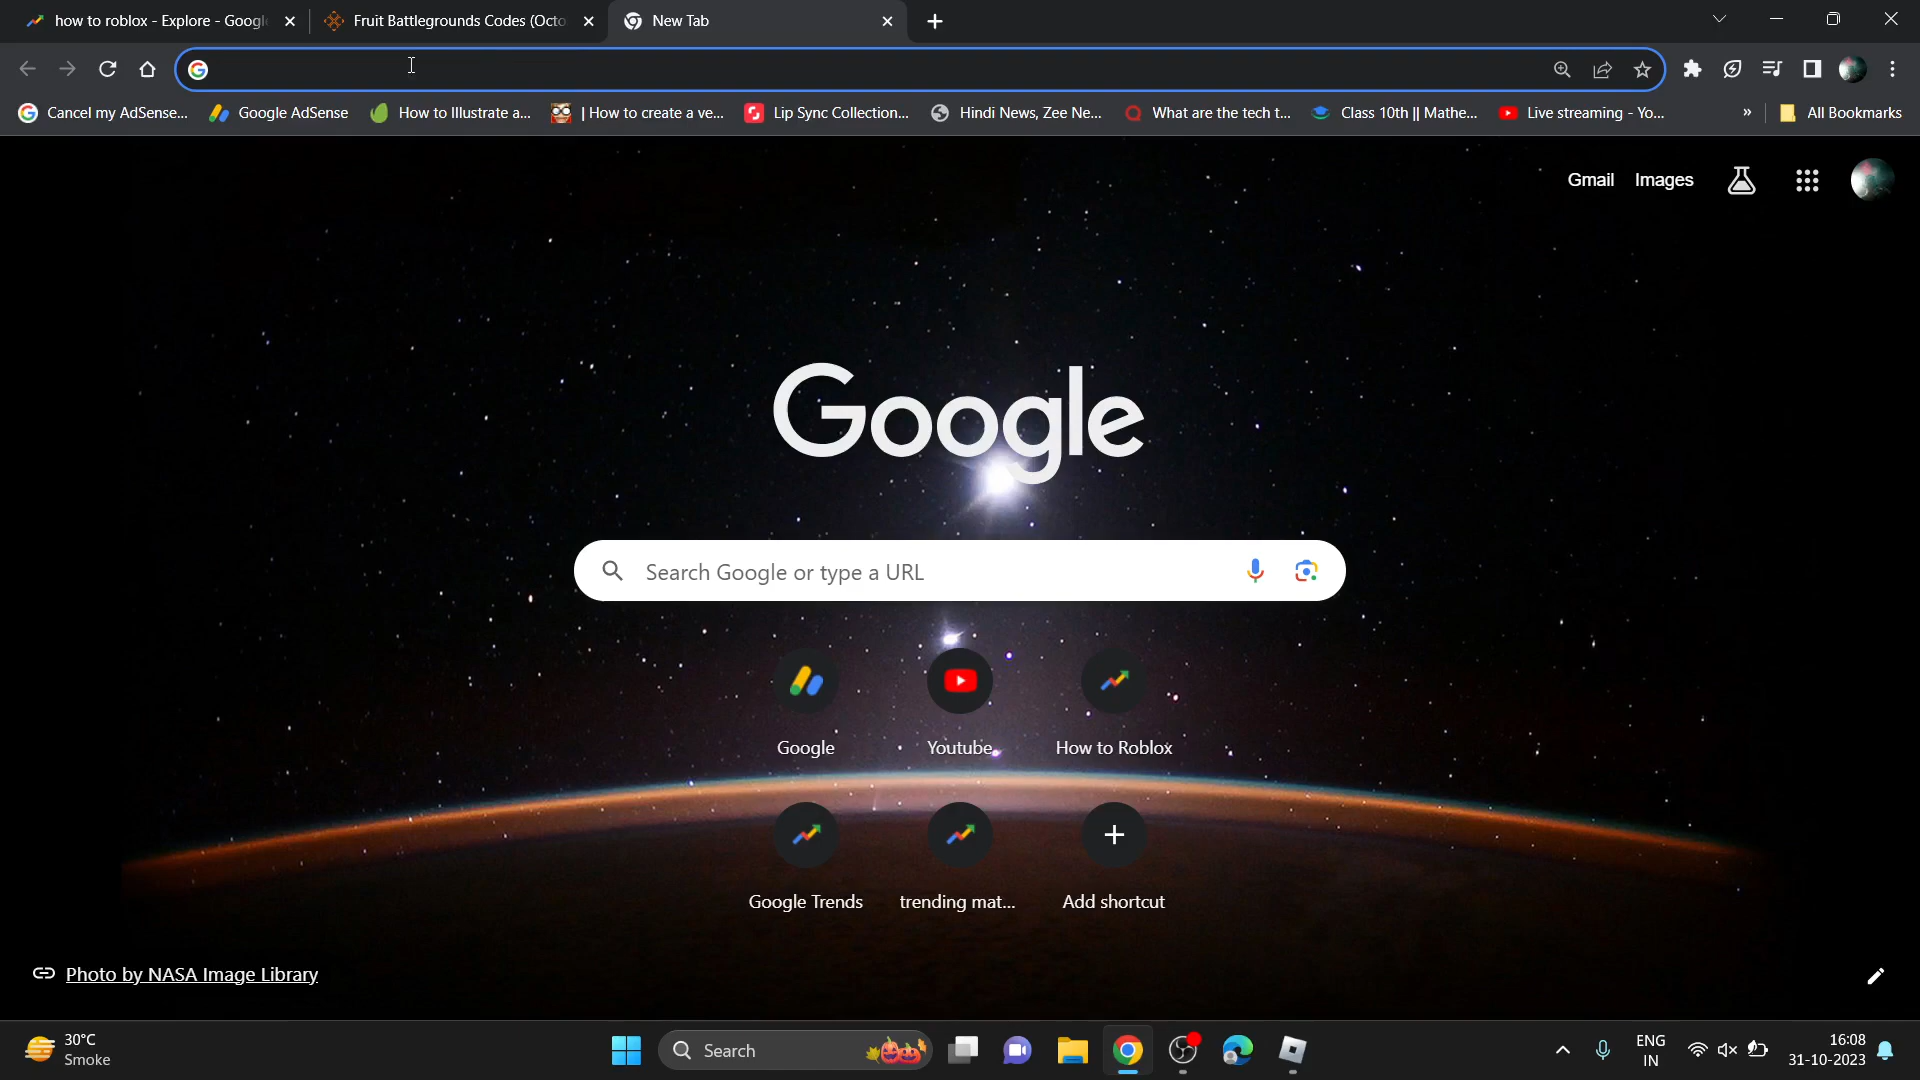 how to roblox - Explore - Googl
Fruit Battlegrounds Codes (Octo
New Tab
Cancel my AdSense...
Google AdSense
How to Illustrate a...
| How to create a ve...
Lip Sync Collection...
Hindi News, Zee Ne...
What are the tech t...
Class 10th || Mathe...
Live streaming - Yo...
»
All Bookmarks
Gmail
Images
Google
Search Google or type a URL
Google
Youtube
How to Roblox
Google Trends
trending mat...
Add shortcut
Photo by NASA Image Library
30°C
Smoke
Search
ENG
IN
16:08
31-10-2023